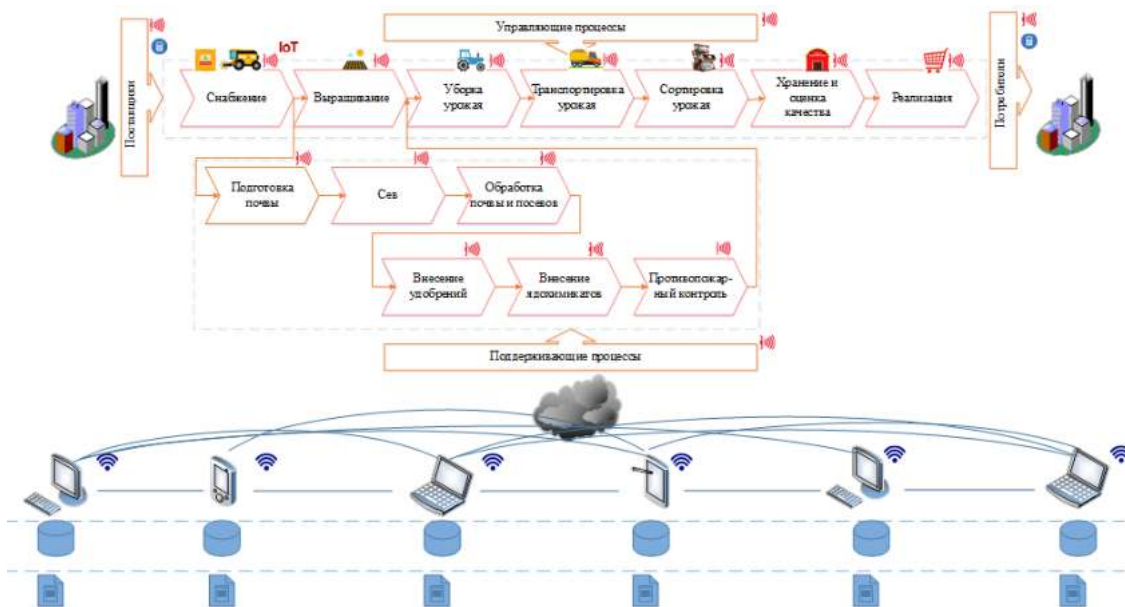 Управляющие процессы
IoT
Поставщики
Снабжение
Выращивание
Уборка
урожая
Транспортировка
урожая
Сортировка
урожая
Хранение и
оценка
качества
Реализация
Потребители
Подготовка
почвы
Сев
Обработка
почвы и посевов
Внесение
удобрений
Внесение
ядохимикатов
Противопожар-
ный контроль
Поддерживающие процессы